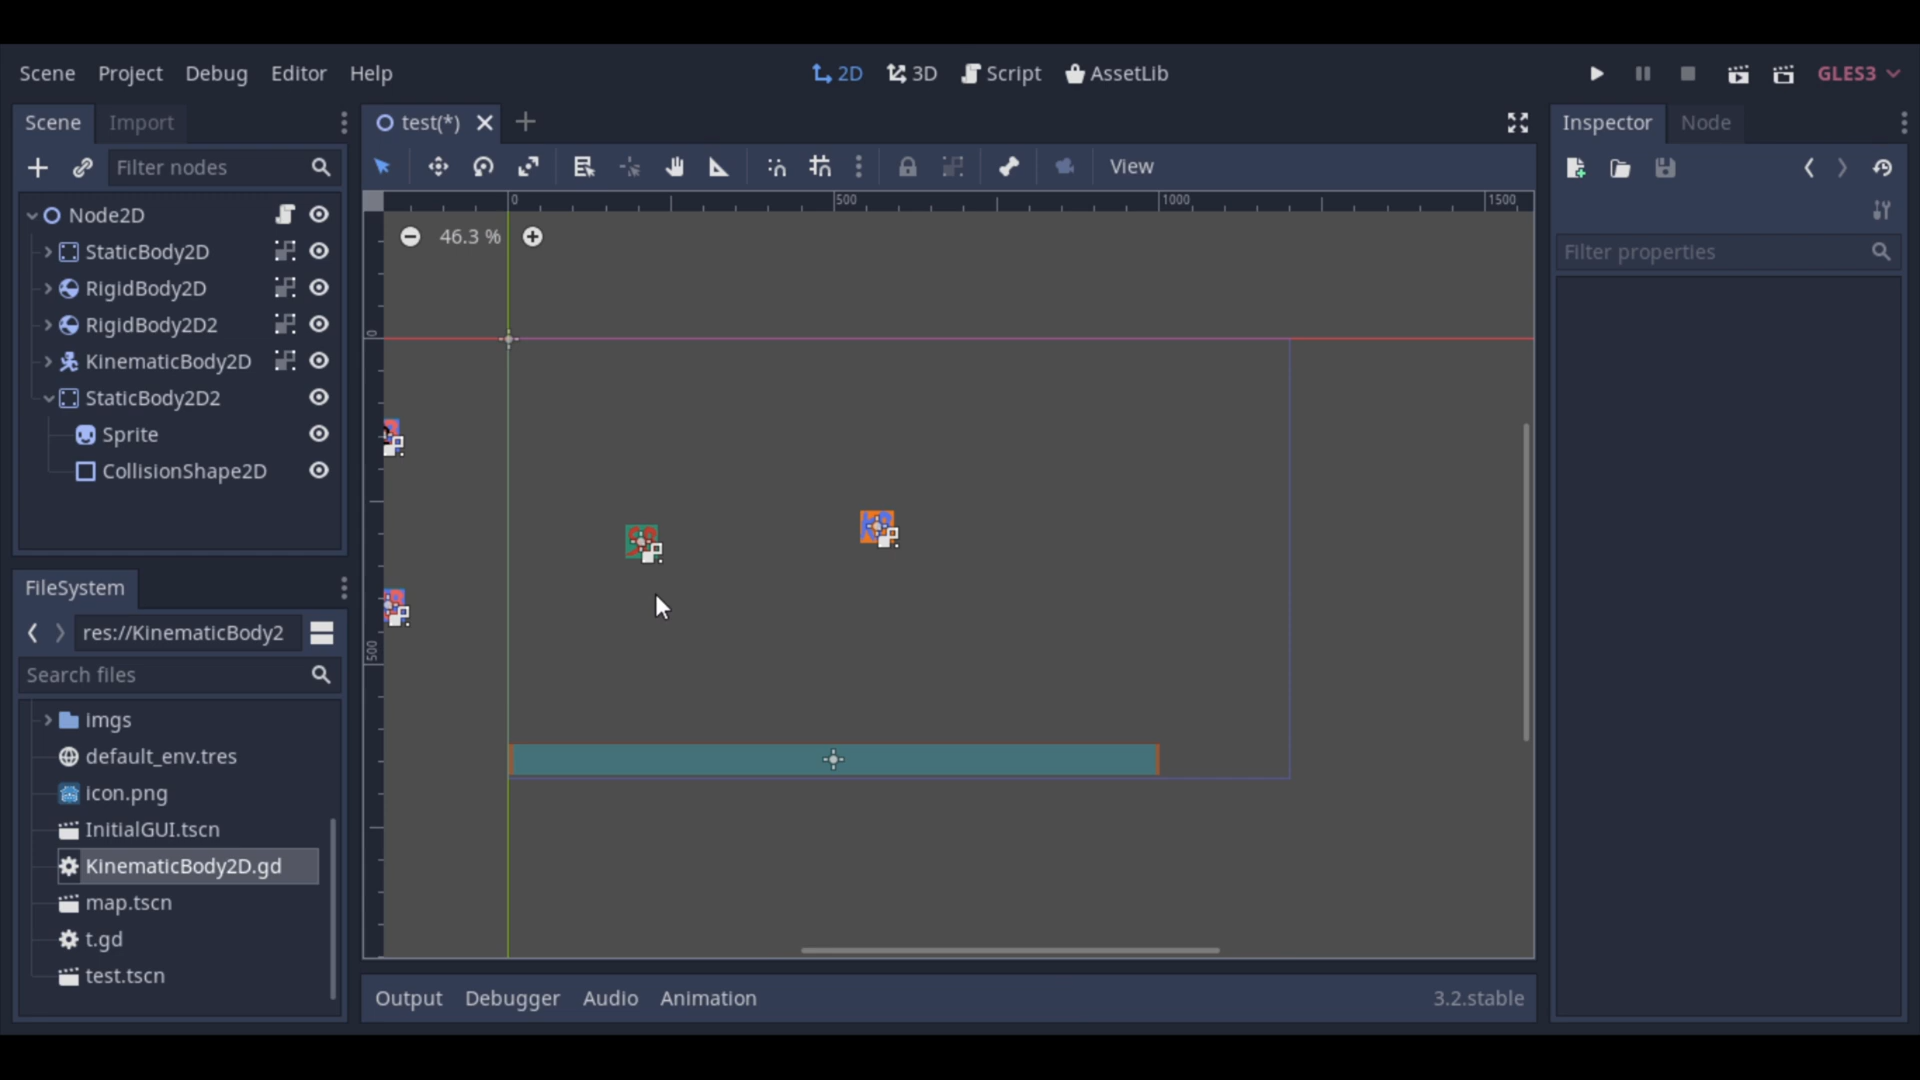 Scene Project Debug Editor Help 2D 3D Script AssetLib GLES3
Scene Import
Filter nodes
Node2D
StaticBody2D
RigidBody2D
RigidBody2D2
KinematicBody2D
StaticBody2D2
Sprite
CollisionShape2D
FileSystem
res://KinematicBody2
Search files
imgs
default_env.tres
icon.png
InitialGUI.tscn
KinematicBody2D.gd
map.tscn
t.gd
test.tscn
test(*)
View
0 500 1000 1500
46.3 %
0
500
Output Debugger Audio Animation 3.2.stable
Inspector Node
Filter properties